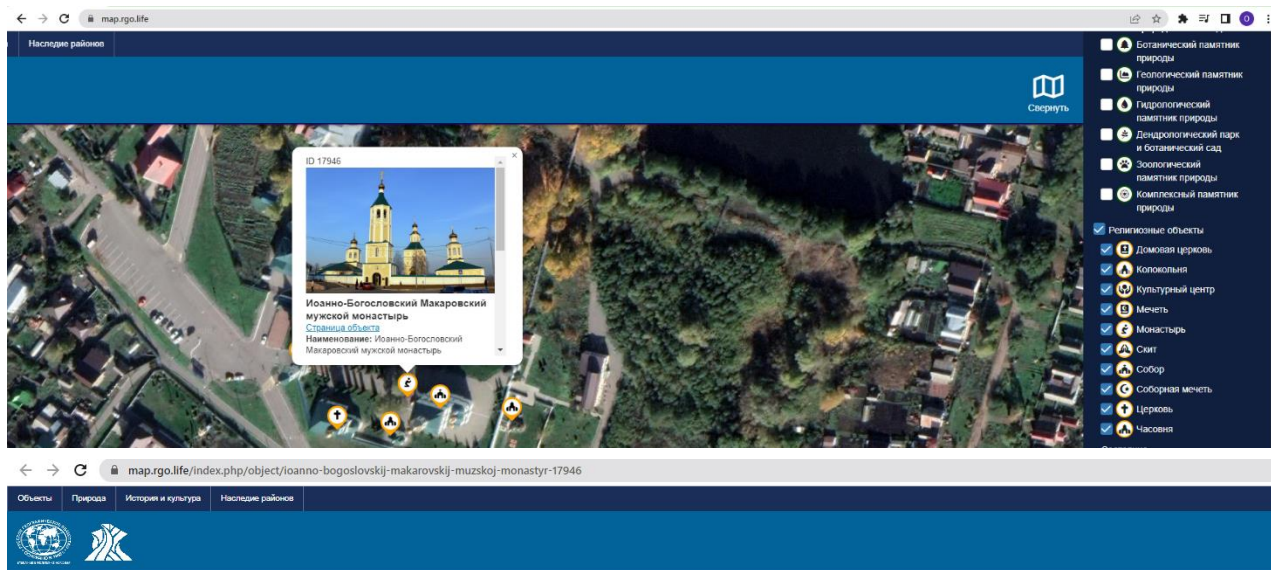 map.rgo.life
Наследие районов
Ботанический памятник
природы
Геологический памятник
природы
Гидрологический
памятник природы
Свернуть
Дендрологический парк
и ботанический сад
Зоологический
памятник природы
Комплексный памятник
природы
Религиозные объекты
Домовая церковь
Колокольня
Культурный центр
Мечеть
Монастырь
Скит
Собор
Соборная мечеть
Церковь
Часовня
ID 17946
Иоанно-Богословский Макаровский
мужской монастырь
Страница объекта
Наименование: Иоанно-Богословский
Макаровский мужской монастырь
map.rgo.life/index.php/object/ioanno-bogoslovskij-makarovskij-muzskoj-monastyr-17946
Объекты Природа История и культура Наследие районов